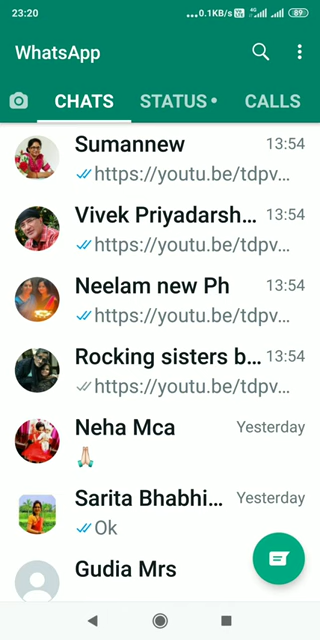 23:20
...0.1KB/s 4G 89
WhatsApp
CHATS STATUS • CALLS
Sumannew 13:54
https://youtu.be/tdpv...
Vivek Priyadarsh... 13:54
https://youtu.be/tdpv...
Neelam new Ph 13:54
https://youtu.be/tdpv...
Rocking sisters b... 13:54
https://youtu.be/tdpv...
Neha Mca Yesterday
🙏🏻
Sarita Bhabhi... Yesterday
Ok
Gudia Mrs